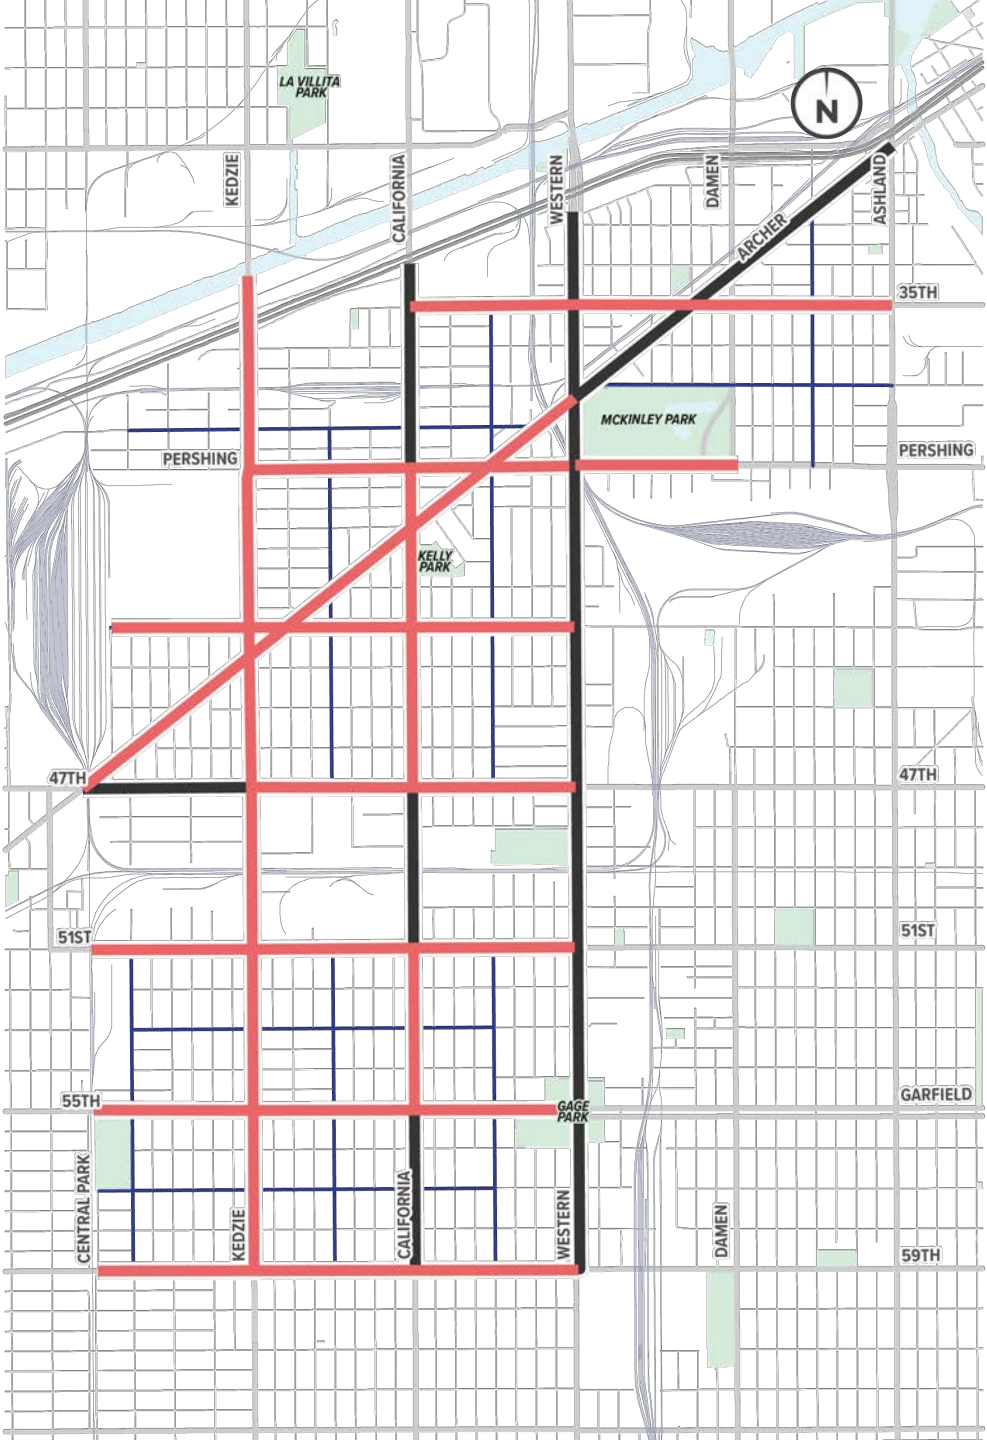 LA VILLITA
PARK
N
KEDZIE
CALIFORNIA
WESTERN
DAMEN
ASHLAND
ARCHER
35TH
MCKINLEY PARK
PERSHING
PERSHING
KELLY
PARK
47TH
47TH
51ST
51ST
55TH
GARFIELD
GAGE
PARK
CENTRAL PARK
KEDZIE
CALIFORNIA
WESTERN
DAMEN
59TH